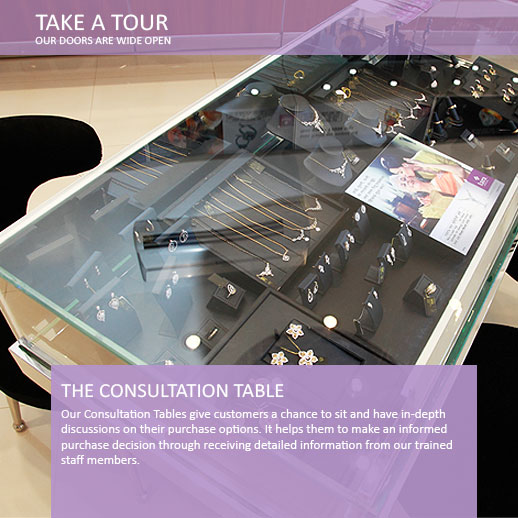 TAKE A TOUR
OUR DOORS ARE WIDE OPEN
THE CONSULTATION TABLE
Our Consultation Tables give customers a chance to sit and have in-depth
discussions on their purchase options. It helps them to make an informed
purchase decision through receiving detailed information from our trained
staff members.